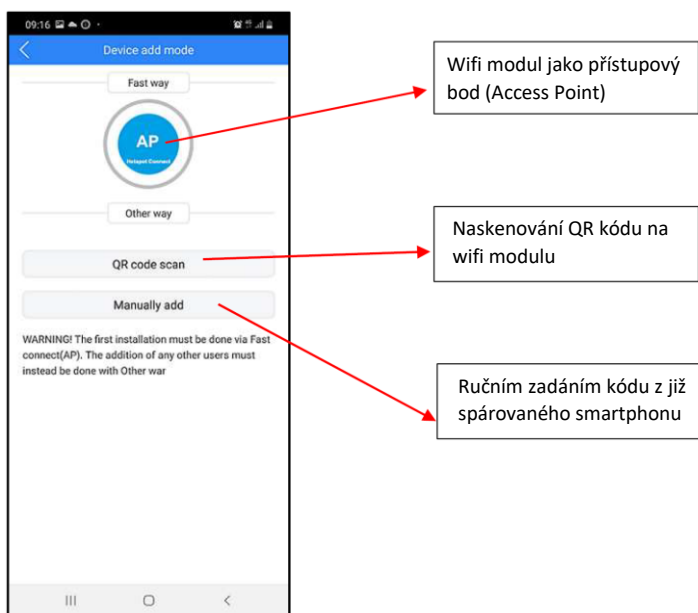 09:16
Device add mode
Fast way
AP
Hotspot Connect
Other way
QR code scan
Manually add
WARNING! The first installation must be done via Fast
connect(AP). The addition of any other users must
instead be done with Other war
Wifi modul jako přístupový
bod (Access Point)
Naskenování QR kódu na
wifi modulu
Ručním zadáním kódu z již
spárovaného smartphonu